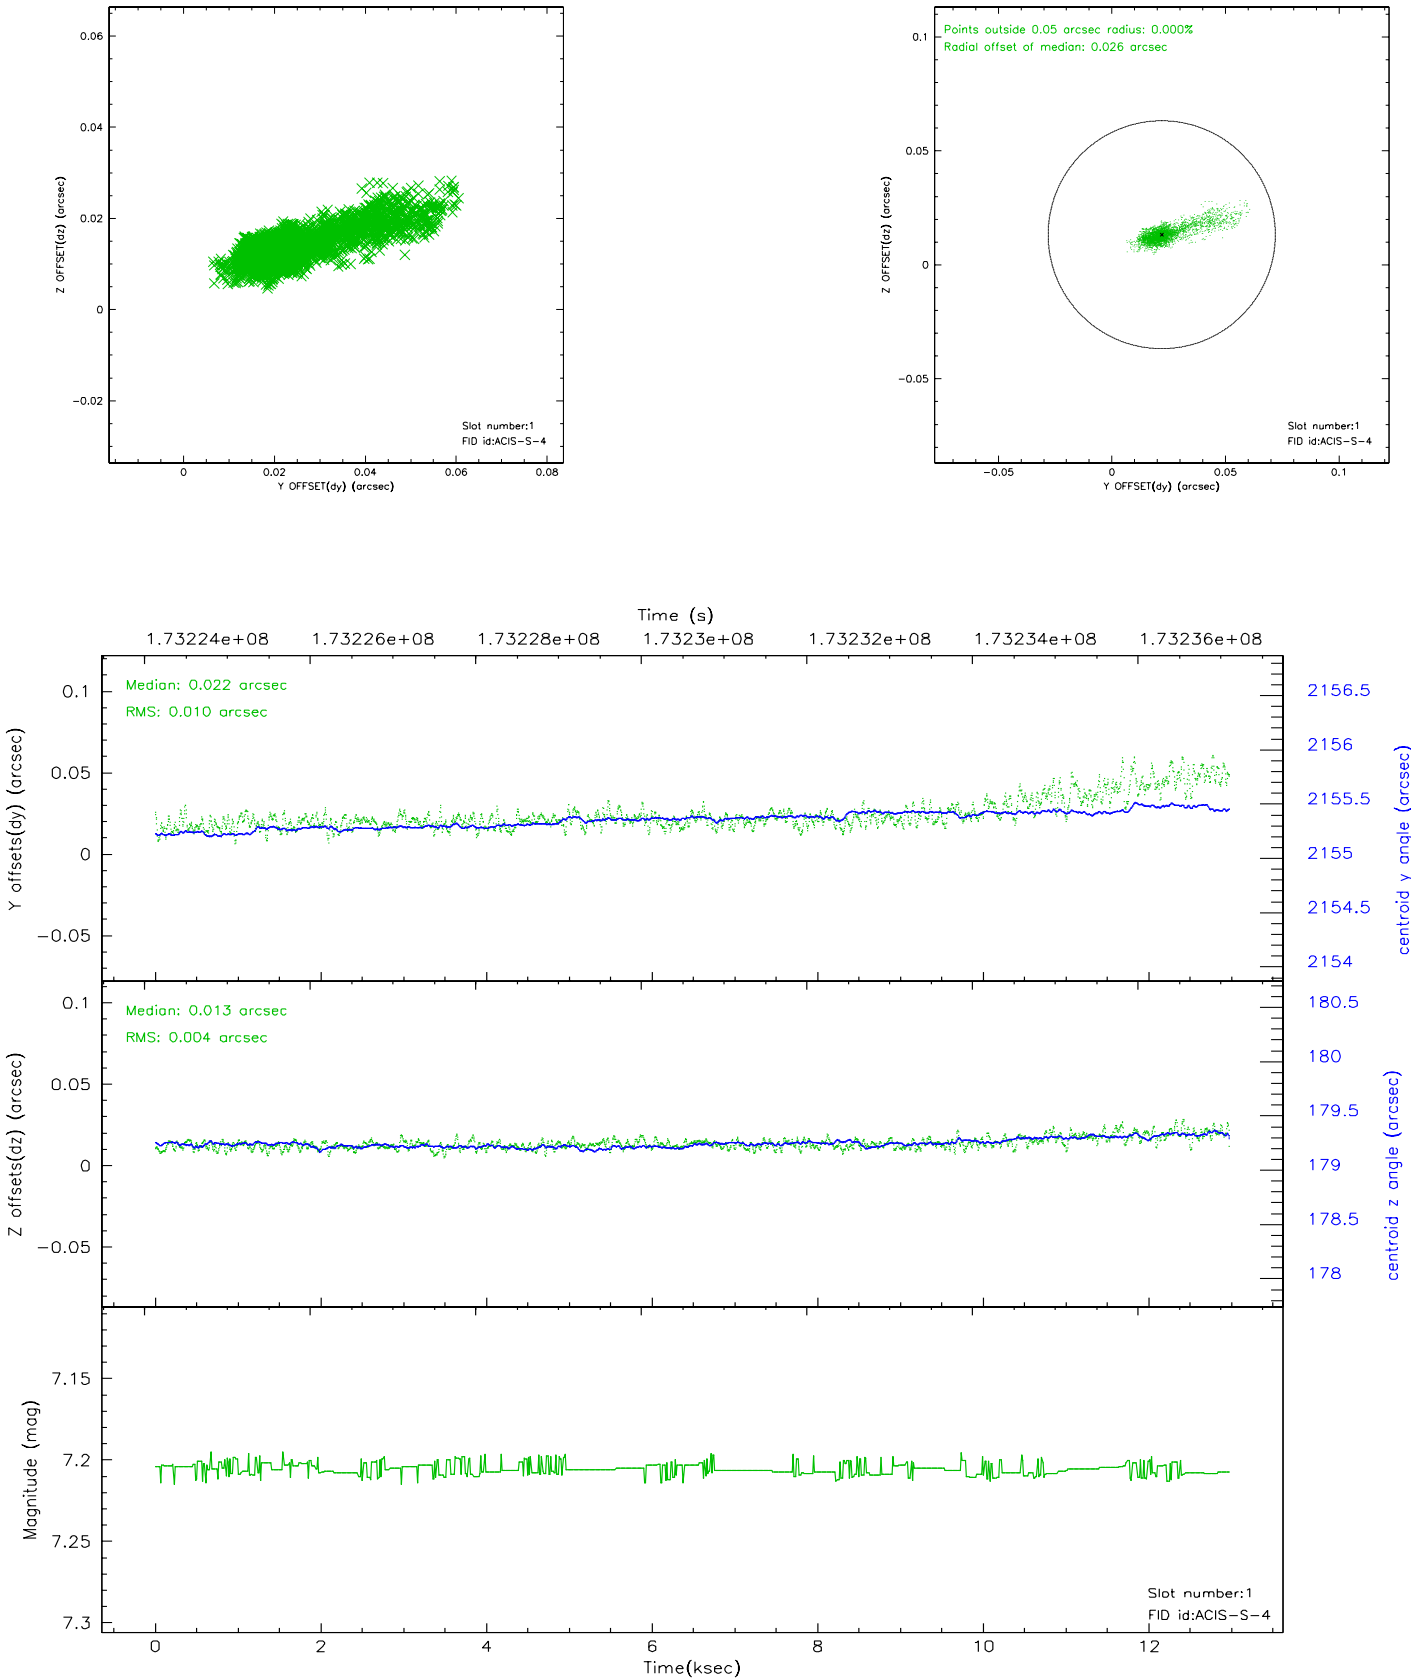 0.06
0.04
0.02
0
-0.02
Z OFFSET(dz) (arcsec)
Slot number:1
FID id:ACIS-S-4
0 0.02 0.04 0.06 0.08
Y OFFSET(dy) (arcsec)
Points outside 0.05 arcsec radius: 0.000%
Radial offset of median: 0.026 arcsec
0.1
0.05
0
-0.05
Z OFFSET(dz) (arcsec)
Slot number:1
FID id:ACIS-S-4
-0.05 0 0.05 0.1
Y OFFSET(dy) (arcsec)
Time (s)
1.73224e+08 1.73226e+08 1.73228e+08 1.7323e+08 1.73232e+08 1.73234e+08 1.73236e+08
Median: 0.022 arcsec
RMS: 0.010 arcsec
0.1
0.05
0
-0.05
Y offsets(dy) (arcsec)
2156.5
2156
2155.5
2155
2154.5
2154
centroid y angle (arcsec)
Median: 0.013 arcsec
RMS: 0.004 arcsec
0.1
0.05
0
-0.05
Z offsets(dz) (arcsec)
180.5
180
179.5
179
178.5
178
centroid z angle (arcsec)
7.15
7.2
7.25
7.3
Magnitude (mag)
Slot number:1
FID id:ACIS-S-4
0 2 4 6 8 10 12
Time(ksec)